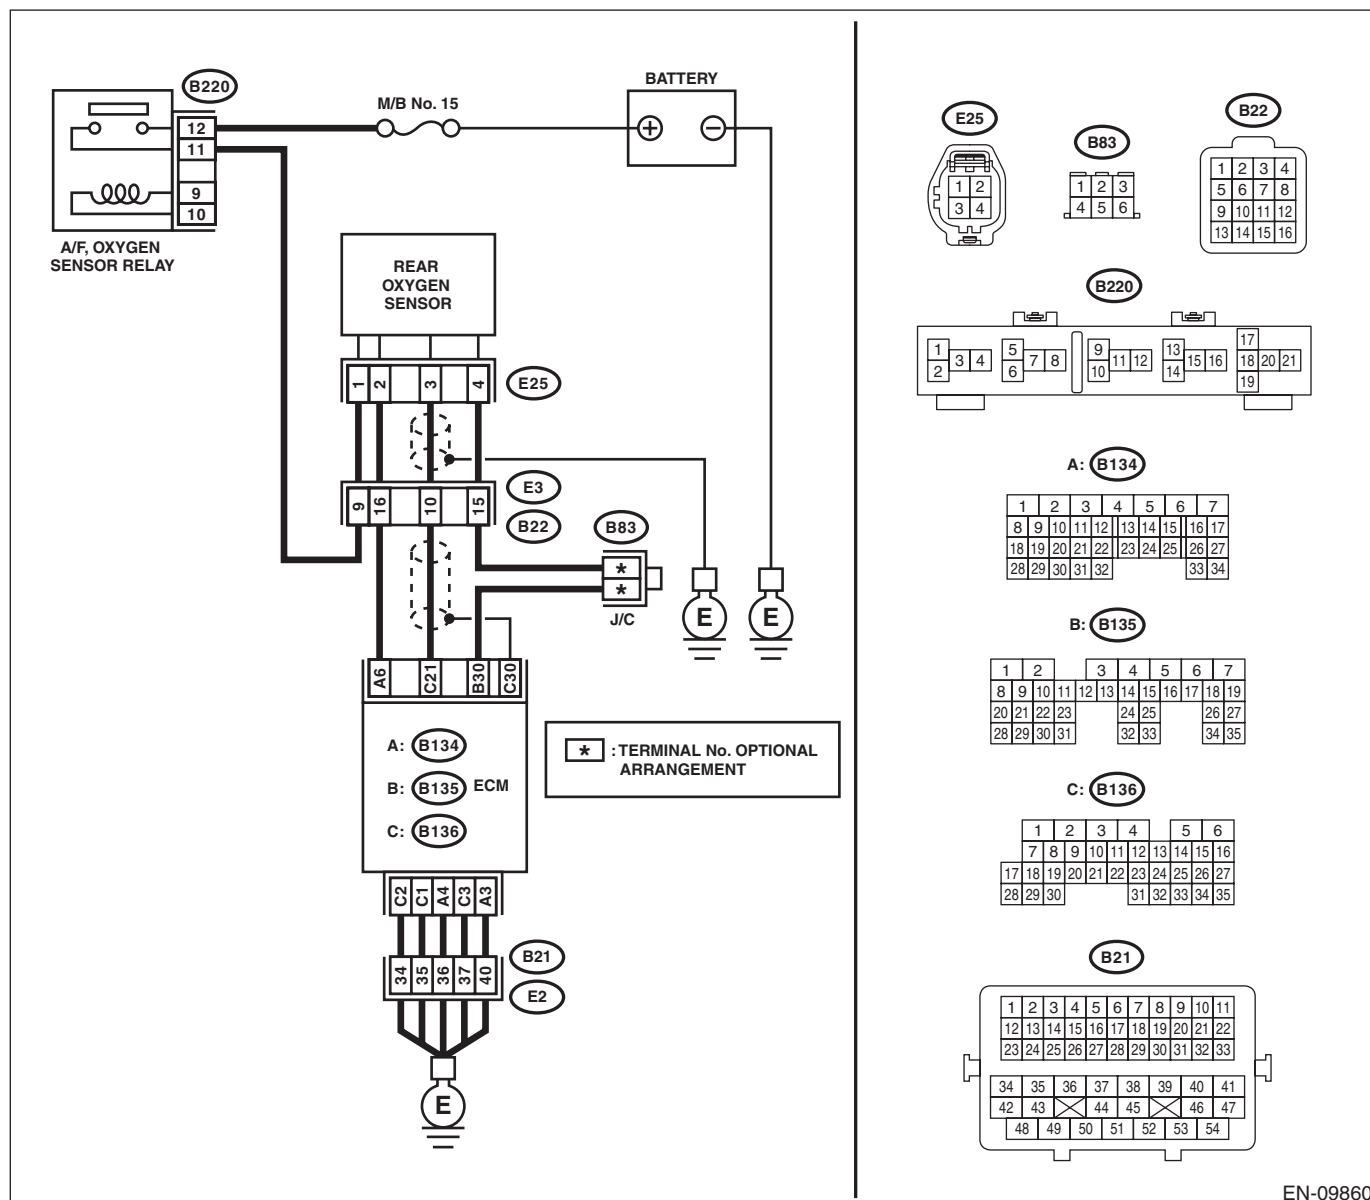 B220
12
11
9
10
A/F, OXYGEN
SENSOR RELAY
M/B No. 15
BATTERY
+
−
REAR
OXYGEN
SENSOR
1 2 3 4
E25
E3
9 16 10 15
B22
B83
*
*
J/C
E
E
A6 C21 B30 C30
A: B134
B: B135 ECM
C: B136
* : TERMINAL No. OPTIONAL
ARRANGEMENT
C2 C1 A4 C3 A3
B21
34 35 36 37 40
E2
E
E25
1 2
3 4
B83
1 2 3
4 5 6
B22
1 2 3 4
5 6 7 8
9 10 11 12
13 14 15 16
B220
1 2 3 4
5 6 7 8
9 10 11 12
13 14 15 16
17 18 19 20 21
A: B134
1 2 3 4 5 6 7
8 9 10 11 12 13 14 15 16 17
18 19 20 21 22 23 24 25 26 27
28 29 30 31 32 33 34
B: B135
1 2 3 4 5 6 7
8 9 10 11 12 13 14 15 16 17 18 19
20 21 22 23 24 25 26 27
28 29 30 31 32 33 34 35
C: B136
1 2 3 4 5 6
7 8 9 10 11 12 13 14 15 16
17 18 19 20 21 22 23 24 25 26 27
28 29 30 31 32 33 34 35
B21
1 2 3 4 5 6 7 8 9 10 11
12 13 14 15 16 17 18 19 20 21 22
23 24 25 26 27 28 29 30 31 32 33
34 35 36 37 38 39 40 41
42 43 44 45 46 47
48 49 50 51 52 53 54
EN-09860